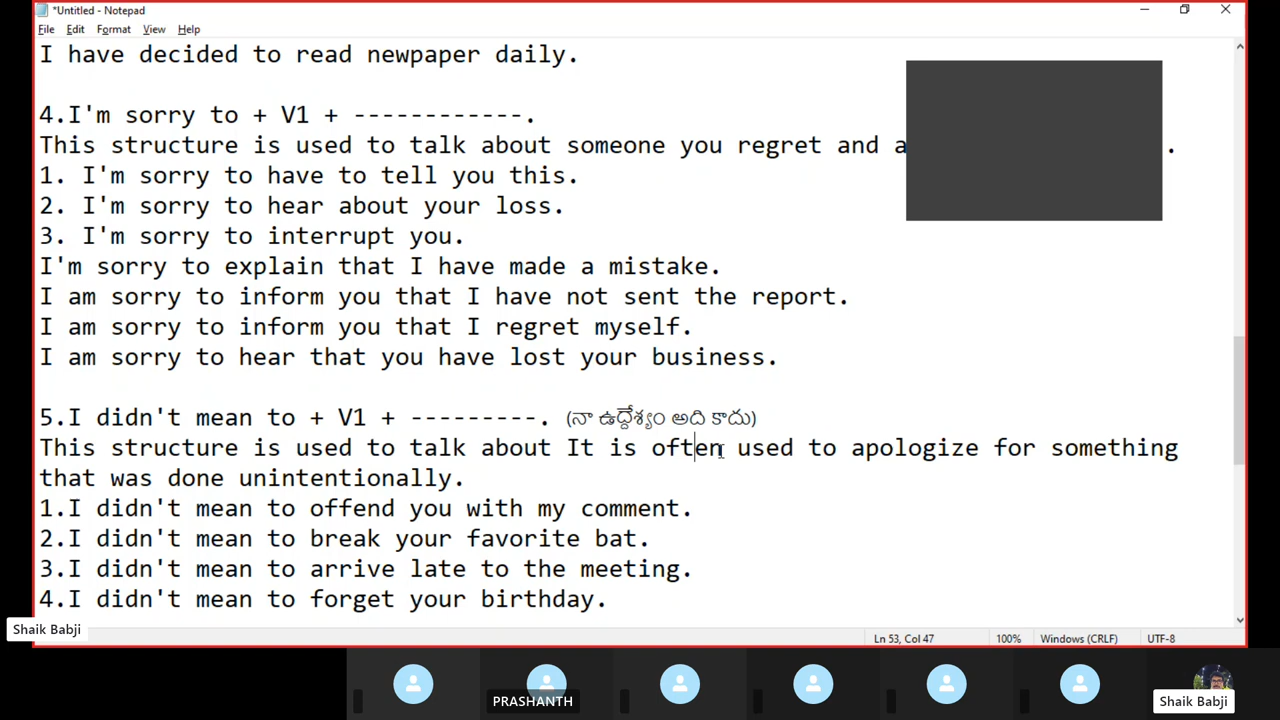 *Untitled - Notepad
File Edit Format View Help
I have decided to read newpaper daily.
4.I'm sorry to + V1 + ------------.
This structure is used to talk about someone you regret and a .
1. I'm sorry to have to tell you this.
2. I'm sorry to hear about your loss.
3. I'm sorry to interrupt you.
I'm sorry to explain that I have made a mistake.
I am sorry to inform you that I have not sent the report.
I am sorry to inform you that I regret myself.
I am sorry to hear that you have lost your business.
5.I didn't mean to + V1 + ---------. (నా ఉద్దేశ్యం అది కాదు)
This structure is used to talk about It is often used to apologize for something
that was done unintentionally.
1.I didn't mean to offend you with my comment.
2.I didn't mean to break your favorite bat.
3.I didn't mean to arrive late to the meeting.
4.I didn't mean to forget your birthday.
Shaik Babji
Ln 53, Col 47 100% Windows (CRLF) UTF-8
PRASHANTH
Shaik Babji